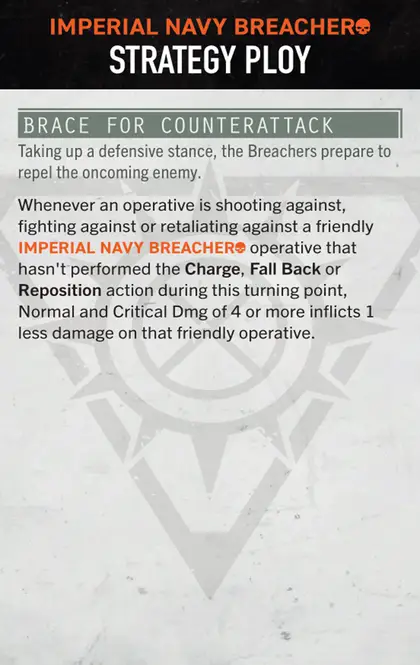 IMPERIAL NAVY BREACHER
STRATEGY PLOY
BRACE FOR COUNTERATTACK
Taking up a defensive stance, the Breachers prepare to
repel the oncoming enemy.
Whenever an operative is shooting against,
fighting against or retaliating against a friendly
IMPERIAL NAVY BREACHER operative that
hasn't performed the Charge, Fall Back or
Reposition action during this turning point,
Normal and Critical Dmg of 4 or more inflicts 1
less damage on that friendly operative.